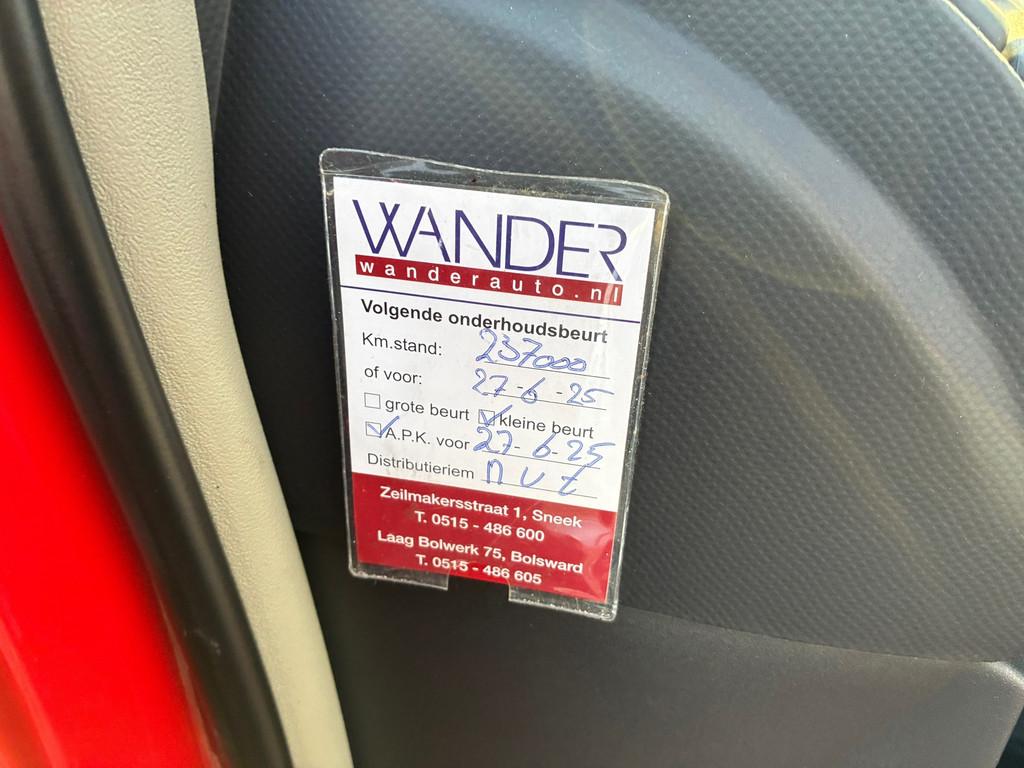 WANDER
wanderauto.nl
Volgende onderhoudsbeurt
Km.stand: 237000
of voor: 27-6-25
grote beurt kleine beurt
A.P.K. voor 27-6-25
Distributieriem nvt
Zeilmakersstraat 1, Sneek
T. 0515 - 486 600
Laag Bolwerk 75, Bolsward
T. 0515 - 486 605